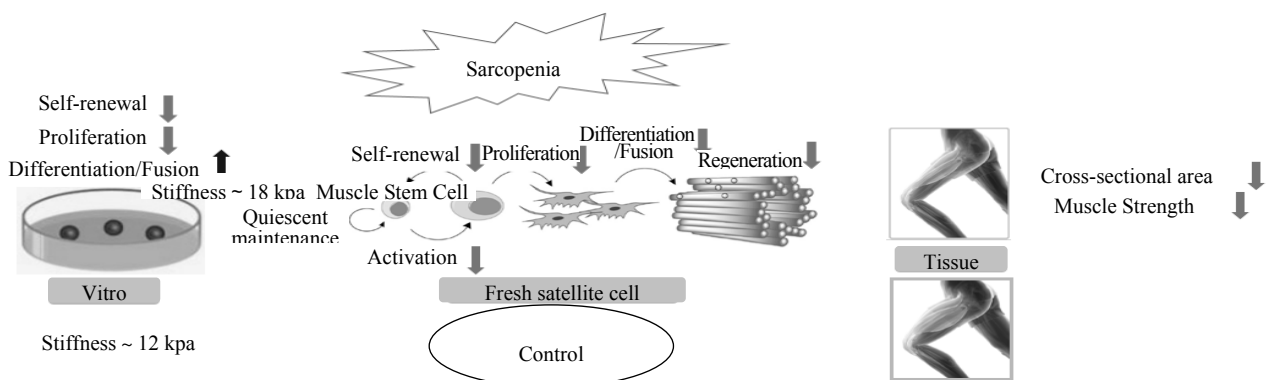 Sarcopenia
Self-renewal
Proliferation
Differentiation/Fusion
Stiffness ~ 18 kpa
Vitro
Stiffness ~ 12 kpa
Self-renewal
Proliferation
Differentiation
/Fusion
Regeneration
Muscle Stem Cell
Quiescent
maintenance
Activation
Fresh satellite cell
Control
Tissue
Cross-sectional area
Muscle Strength